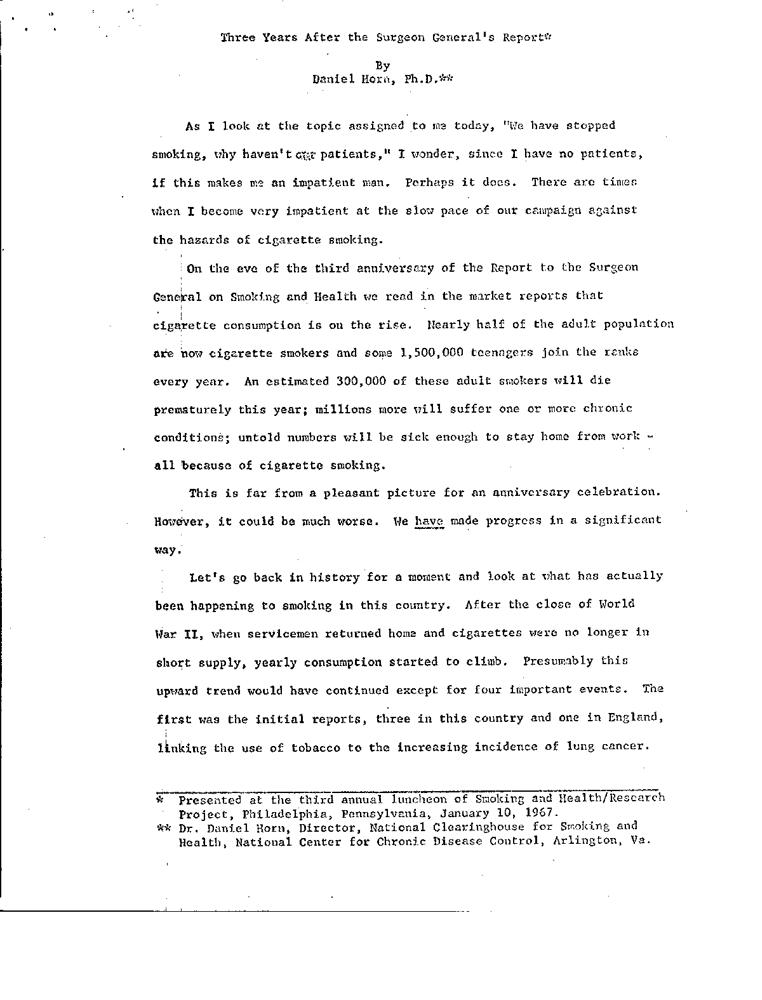 Three Years After the Surgeon General's Report*
By
Daniel Horn, Ph.D.**
As I look at the topic assigned to me today, "We have stopped
smoking, why haven't our patients," I wonder, since I have no patients,
if this makes me an impatient man. Perhaps it does. There are times
when I become very impatient at the slow pace of our campaign against
the hazards of cigarette smoking.
On the eve of the third anniversary of the Report to the Surgeon
General on Smoking and Health we read in the market reports that
cigarette consumption is on the rise. Nearly half of the adult population
are now cigarette smokers and some 1,500,000 teenagers join the ranks
every year. An estimated 300,000 of these adult smokers will die
prematurely this year; millions more will suffer one or more chronic
conditions; untold numbers will be sick enough to stay home from work -
all because of cigarette smoking.
This is far from a pleasant picture for an anniversary celebration.
However, it could be much worse. We have made progress in a significant
way.
Let's go back in history for a moment and look at what has actually
been happening to smoking in this country. After the close of World
War II, when servicemen returned home and cigarettes were no longer in
short supply, yearly consumption started to climb. Presumably this
upward trend would have continued except for four important events. The
first was the initial reports, three in this country and one in England,
linking the use of tobacco to the increasing incidence of lung cancer.
* Presented at the third annual luncheon of Smoking and Health/Research
Project, Philadelphia, Pennsylvania, January 10, 1967.
** Dr. Daniel Horn, Director, National Clearinghouse for Smoking and
Health, National Center for Chronic Disease Control, Arlington, Va.